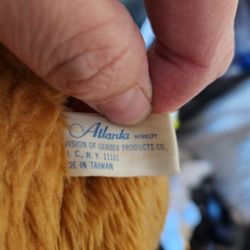 Atlanta NOVELTY
VISION OF GERBER PRODUCTS CO.
I. C., N. Y. 11101
DE IN TAIWAN